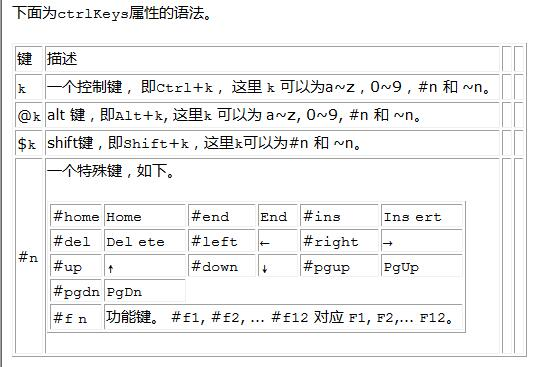 下面为ctrlKeys属性的语法。
键 描述
k 一个控制键， 即Ctrl+k， 这里 k 可以为a~z，0~9，#n 和 ~n。
@k alt 键，即Alt+k, 这里k 可以为 a~z, 0~9, #n 和 ~n。
$k shift键，即Shift+k，这里k可以为#n 和 ~n。
#n 一个特殊键，如下。
#home Home #end End #ins Ins ert
#del Del ete #left ← #right →
#up ↑ #down ↓ #pgup PgUp
#pgdn PgDn
#f n 功能键。 #f1, #f2, ... #f12 对应 F1, F2,... F12。